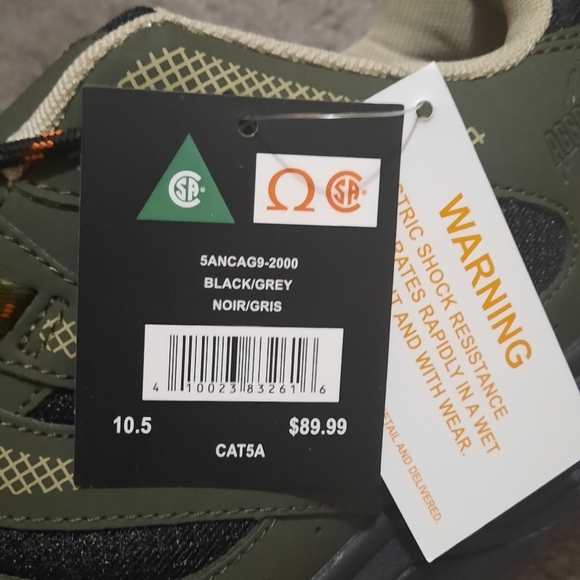 CSA
Ω CSA
5ANCAG9-2000
BLACK/GREY
NOIR/GRIS
4 10023 83261 6
10.5 $89.99
CAT5A
WARNING
CTRIC SHOCK RESISTANCE
RATES RAPIDLY IN A WET
T AND WITH WEAR.
ETAIL AND DELIVERED.